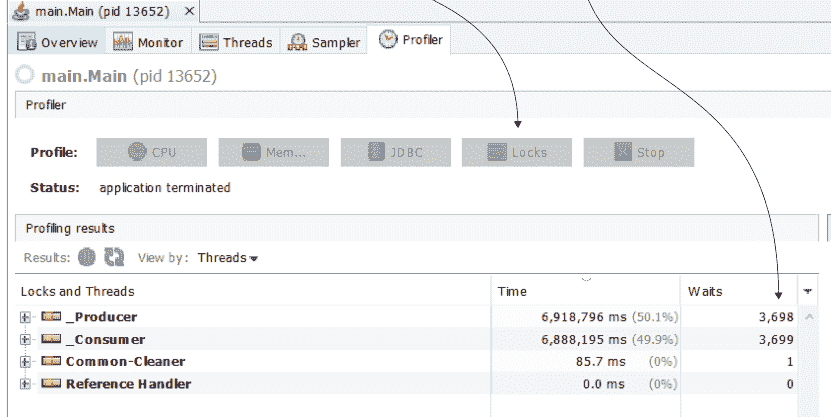 main.Main (pid 13652)
Overview Monitor Threads Sampler Profiler
main.Main (pid 13652)
Profiler
Profile: CPU Mem... JDBC Locks Stop
Status: application terminated
Profiling results
Results: View by: Threads
Locks and Threads Time Waits
_Producer 6,918,796 ms (50.1%) 3,698
_Consumer 6,888,195 ms (49.9%) 3,699
Common-Cleaner 85.7 ms (0%) 1
Reference Handler 0.0 ms (0%) 0